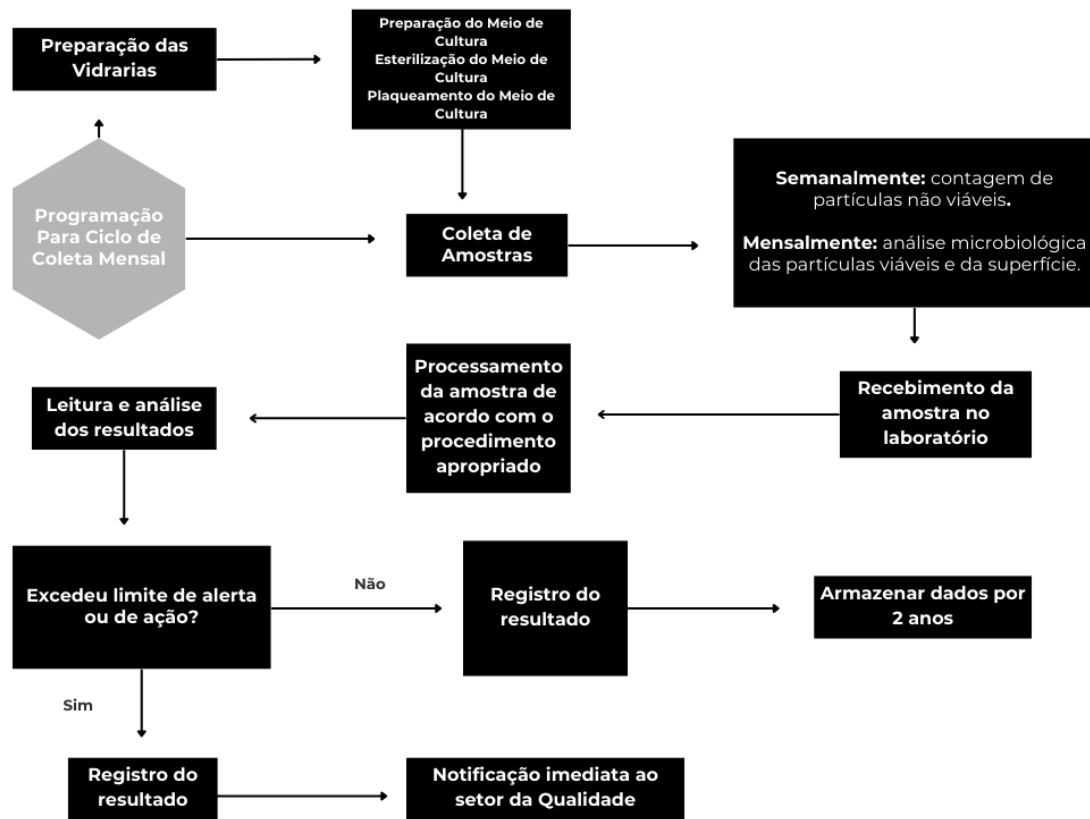 Preparação das
Vidrarias
Preparação do Meio de
Cultura
Esterilização do Meio de
Cultura
Plaqueamento do Meio de
Cultura
Programação
Para Ciclo de
Coleta Mensal
Coleta de
Amostras
Semanalmente: contagem de
partículas não viáveis.
Mensalmente: análise microbiológica
das partículas viáveis e da superfície.
Recebimento da
amostra no
laboratório
Processamento
da amostra de
acordo com o
procedimento
apropriado
Leitura e análise
dos resultados
Excedeu limite de alerta
ou de ação?
Não
Registro do
resultado
Armazenar dados por
2 anos
Sim
Registro do
resultado
Notificação imediata ao
setor da Qualidade